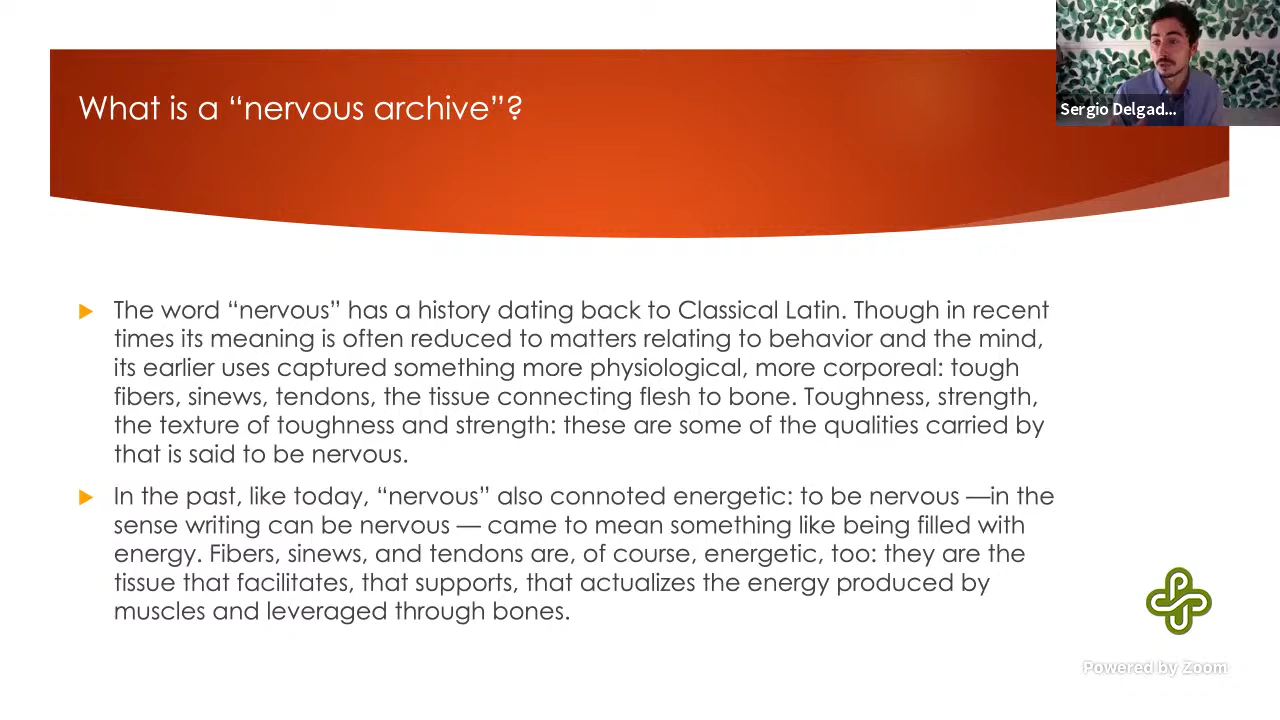 What is a “nervous archive”?
Sergio Delgad...
The word “nervous” has a history dating back to Classical Latin. Though in recent
times its meaning is often reduced to matters relating to behavior and the mind,
its earlier uses captured something more physiological, more corporeal: tough
fibers, sinews, tendons, the tissue connecting flesh to bone. Toughness, strength,
the texture of toughness and strength: these are some of the qualities carried by
that is said to be nervous.
In the past, like today, “nervous” also connoted energetic: to be nervous —in the
sense writing can be nervous — came to mean something like being filled with
energy. Fibers, sinews, and tendons are, of course, energetic, too: they are the
tissue that facilitates, that supports, that actualizes the energy produced by
muscles and leveraged through bones.
PSU
Powered by Zoom